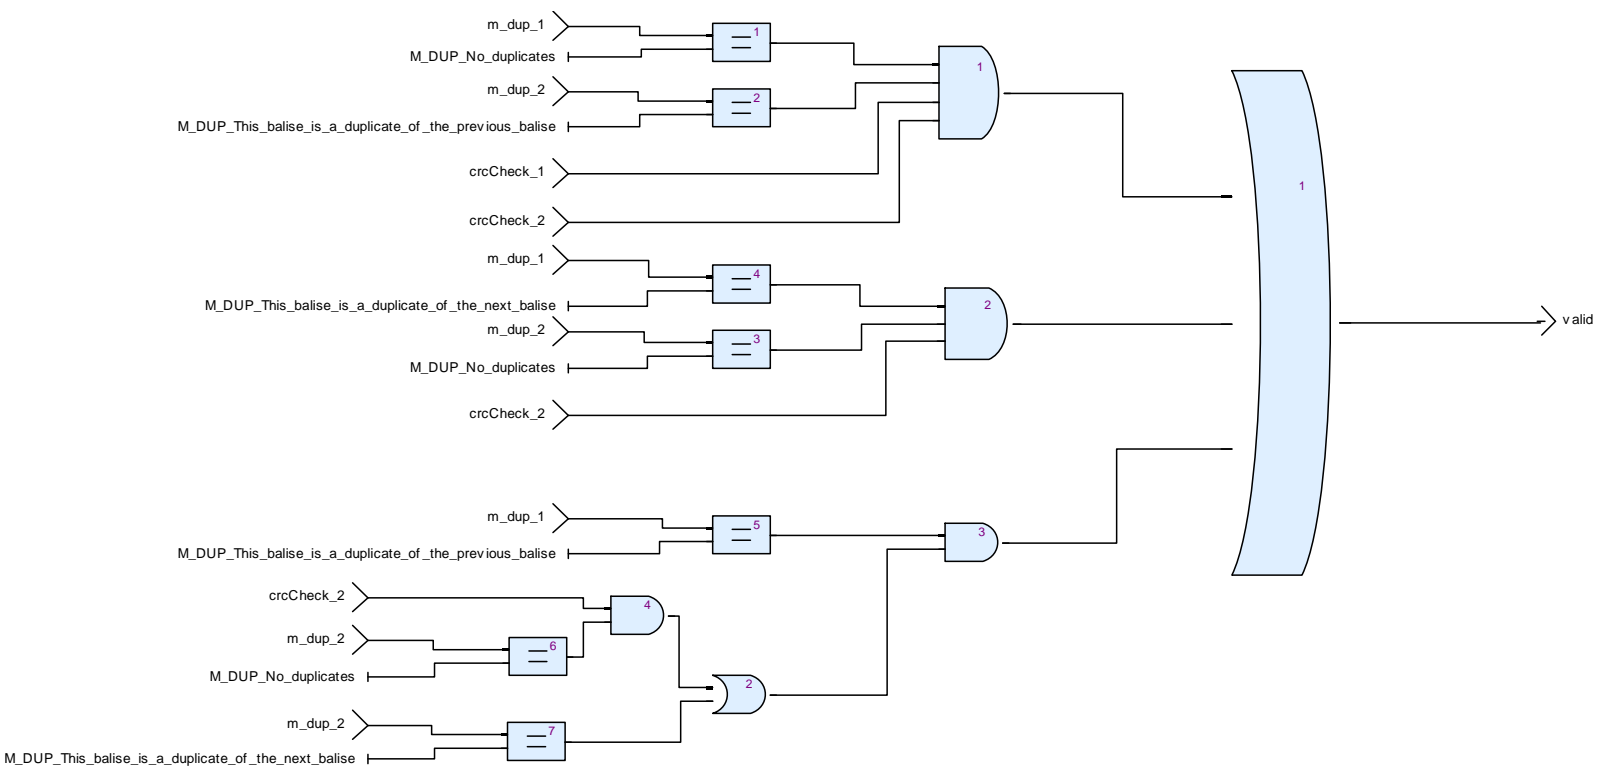 m_dup_1
1
M_DUP_No_duplicates
1
m_dup_2
2
M_DUP_This_balise_is_a_duplicate_of_the_previous_balise
crcCheck_1
1
crcCheck_2
m_dup_1
4
M_DUP_This_balise_is_a_duplicate_of_the_next_balise
2
m_dup_2
valid
3
M_DUP_No_duplicates
crcCheck_2
m_dup_1
5
3
M_DUP_This_balise_is_a_duplicate_of_the_previous_balise
crcCheck_2
4
m_dup_2
6
M_DUP_No_duplicates
2
m_dup_2
7
M_DUP_This_balise_is_a_duplicate_of_the_next_balise